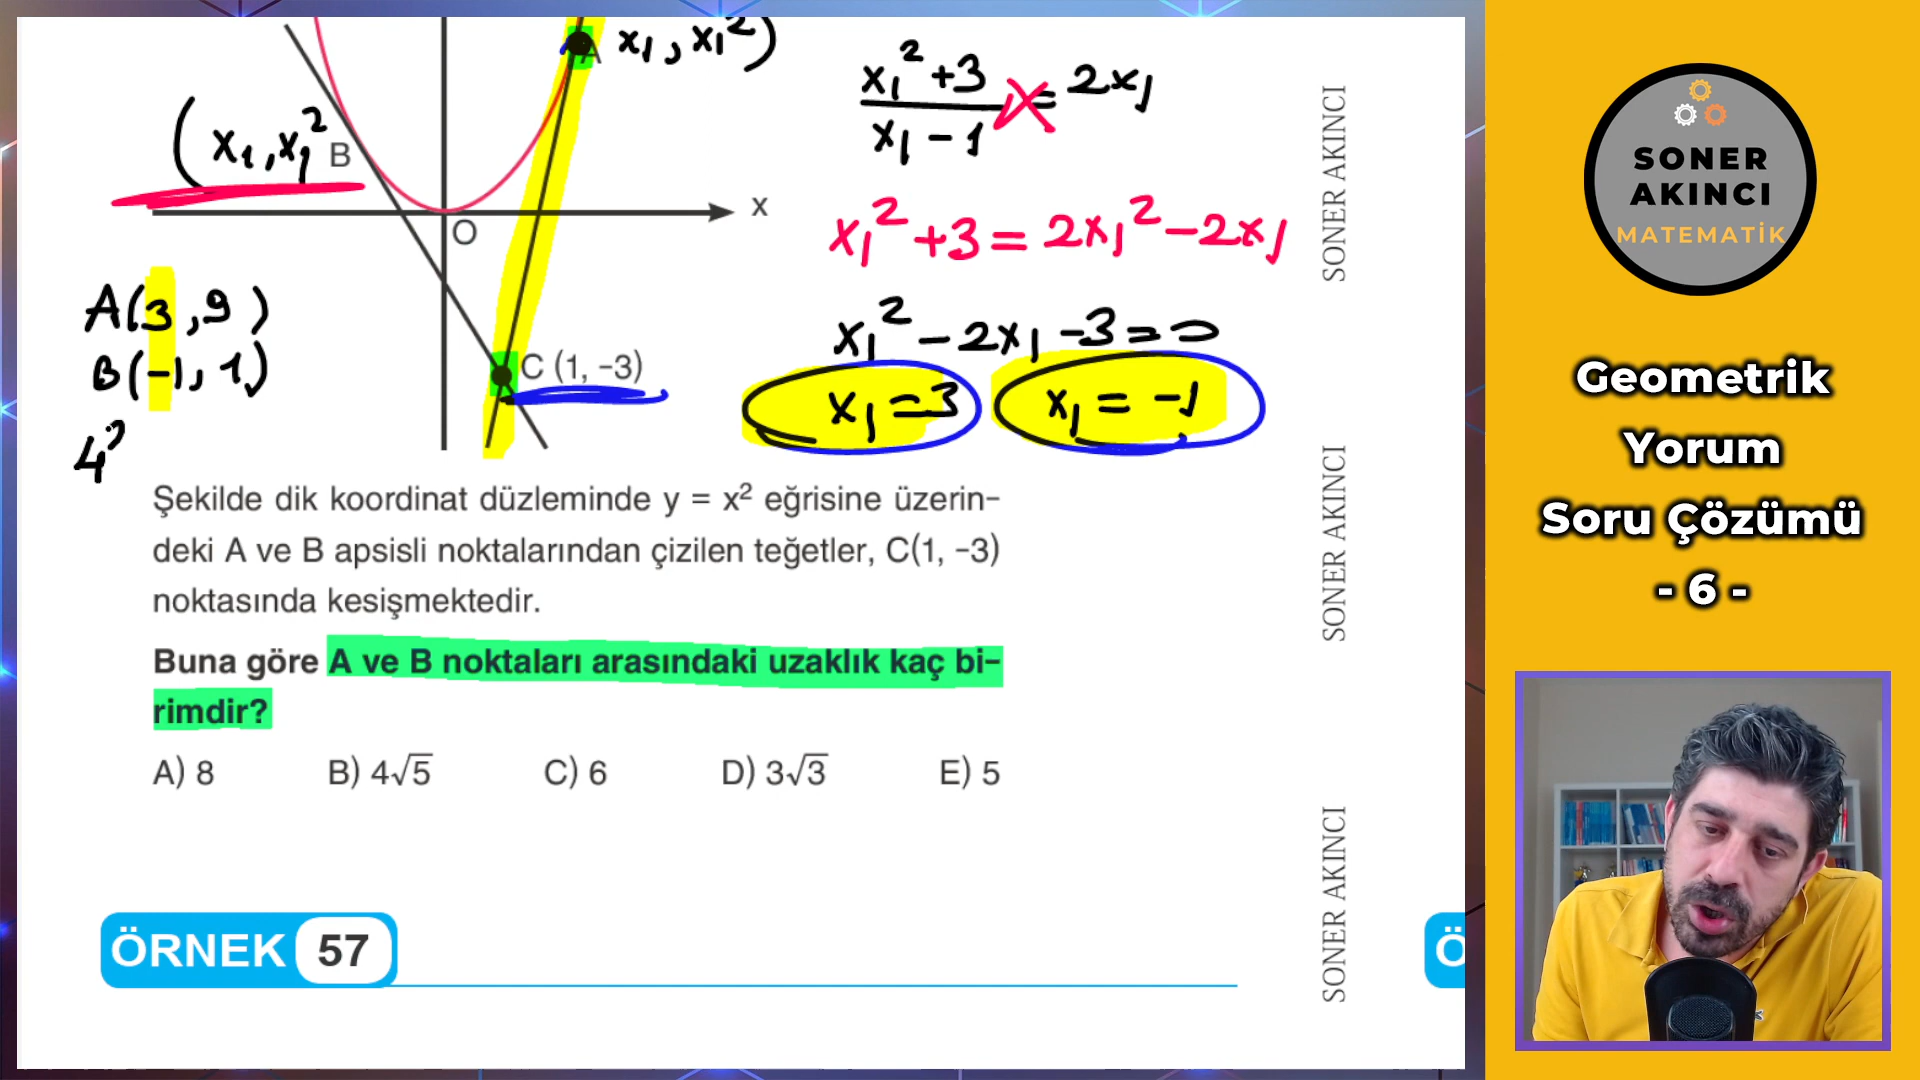 x₁, x₁²)
(x₁, x₁²
B
A
x
O
C (1, −3)
A(3, 9)
B(−1, 1)
4²
x₁² + 3 / x₁ − 1 = 2x₁
x₁² + 3 = 2x₁² − 2x₁
x₁² − 2x₁ − 3 = 0
x₁ = 3 x₁ = −1
Şekilde dik koordinat düzleminde y = x² eğrisine üzerin-
deki A ve B apsisli noktalarından çizilen teğetler, C(1, −3)
noktasında kesişmektedir.
Buna göre A ve B noktaları arasındaki uzaklık kaç bi-
rimdir?
A) 8 B) 4√5 C) 6 D) 3√3 E) 5
ÖRNEK 57
SONER AKINCI
SONER AKINCI
SONER AKINCI
Ö
SONER
AKINCI
MATEMATİK
Geometrik
Yorum
Soru Çözümü
- 6 -